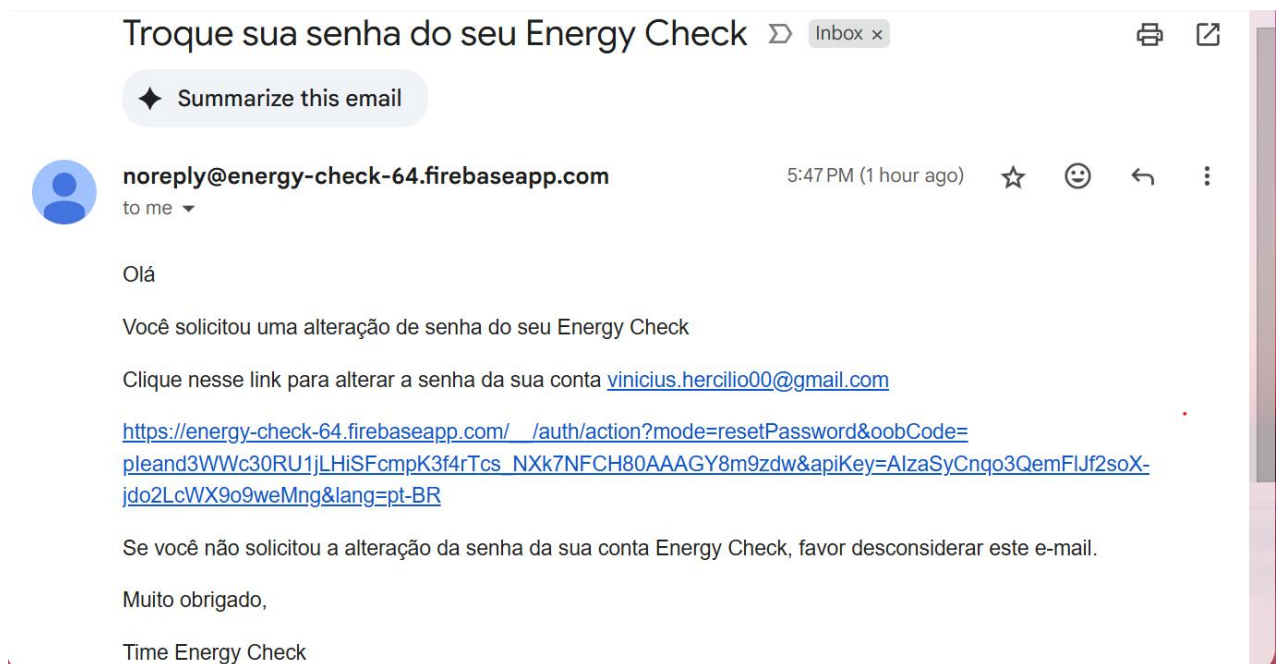 Troque sua senha do seu Energy Check Inbox ×
Summarize this email
noreply@energy-check-64.firebaseapp.com 5:47 PM (1 hour ago)
to me
Olá
Você solicitou uma alteração de senha do seu Energy Check
Clique nesse link para alterar a senha da sua conta vinicius.hercilio00@gmail.com
https://energy-check-64.firebaseapp.com/__/auth/action?mode=resetPassword&oobCode=
pIeand3WWc30RU1jLHiSFcmpK3f4rTcs_NXk7NFCH80AAAGY8m9zdw&apiKey=AIzaSyCnqo3QemFIJf2soX-
jdo2LcWX9o9weMng&lang=pt-BR
Se você não solicitou a alteração da senha da sua conta Energy Check, favor desconsiderar este e-mail.
Muito obrigado,
Time Energy Check